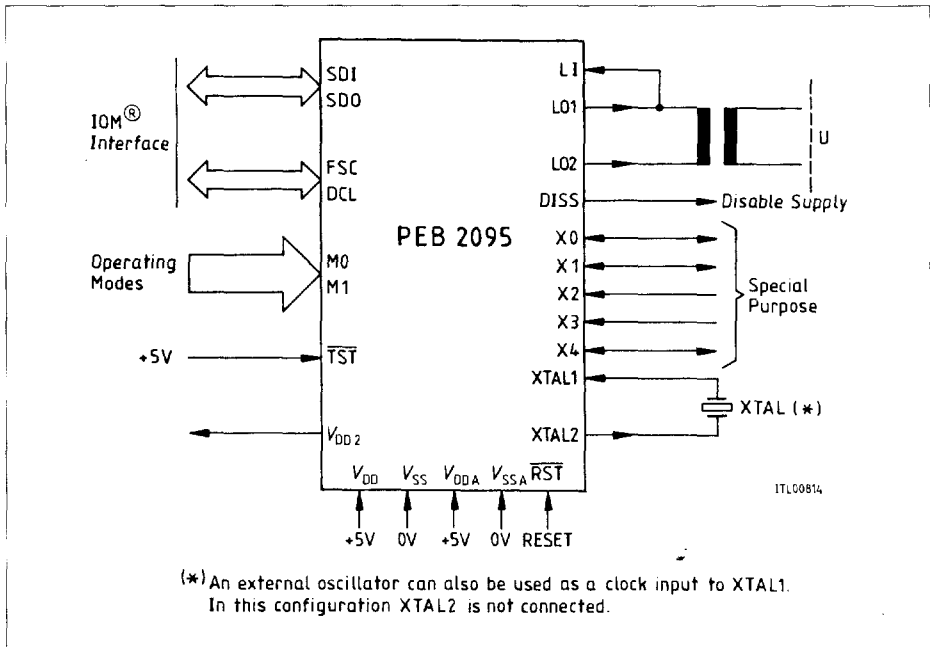 SDI
SDO
IOM® Interface
FSC
DCL
Operating Modes
M0
M1
+5V
TST
VDD2
PEB 2095
LI
LO1
LO2
U
DISS
Disable Supply
X0
X1
X2
X3
X4
Special Purpose
XTAL1
XTAL (*)
XTAL2
VDD VSS VDDA VSSA RST
+5V 0V +5V 0V RESET
ITL00814
(*) An external oscillator can also be used as a clock input to XTAL1.
In this configuration XTAL2 is not connected.